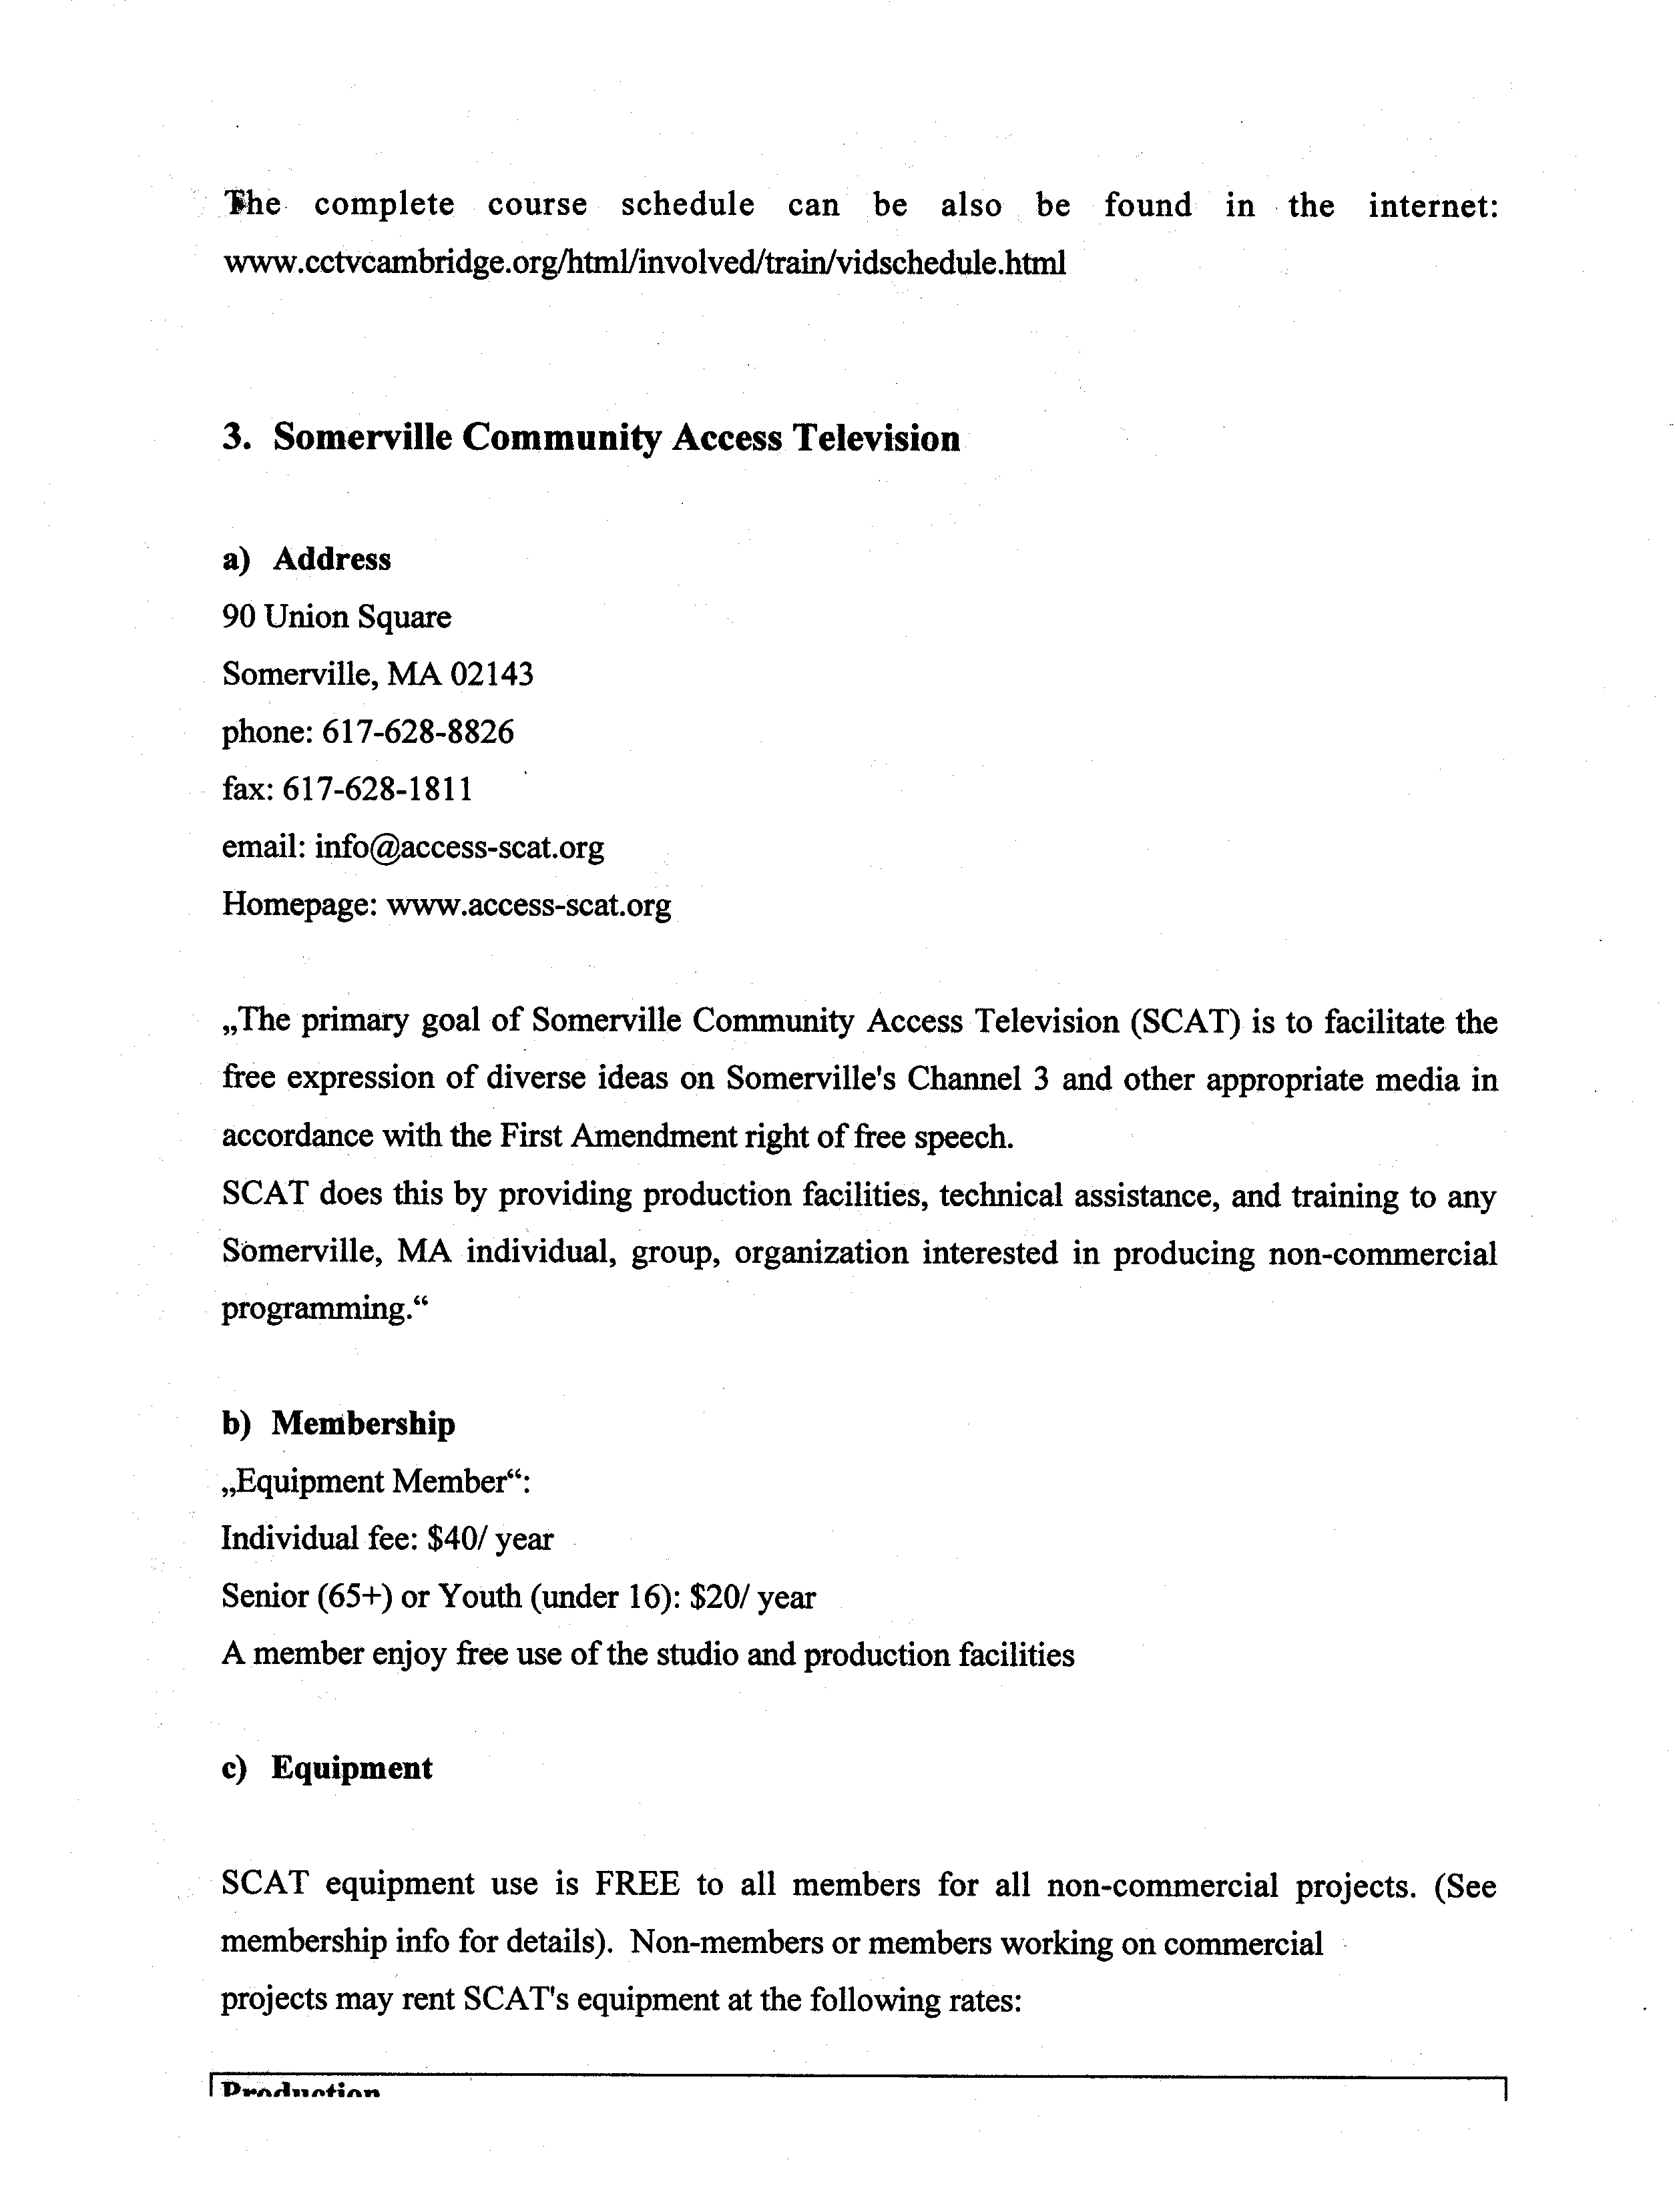 The complete course schedule can be also be found in the internet:
www.cctvcambridge.org/html/involved/train/vidschedule.html
3. Somerville Community Access Television
a) Address
90 Union Square
Somerville, MA 02143
phone: 617-628-8826
fax: 617-628-1811
email: info@access-scat.org
Homepage: www.access-scat.org
„The primary goal of Somerville Community Access Television (SCAT) is to facilitate the
free expression of diverse ideas on Somerville's Channel 3 and other appropriate media in
accordance with the First Amendment right of free speech.
SCAT does this by providing production facilities, technical assistance, and training to any
Somerville, MA individual, group, organization interested in producing non-commercial
programming.“
b) Membership
„Equipment Member“:
Individual fee: $40/ year
Senior (65+) or Youth (under 16): $20/ year
A member enjoy free use of the studio and production facilities
c) Equipment
SCAT equipment use is FREE to all members for all non-commercial projects. (See
membership info for details). Non-members or members working on commercial
projects may rent SCAT's equipment at the following rates:
Production